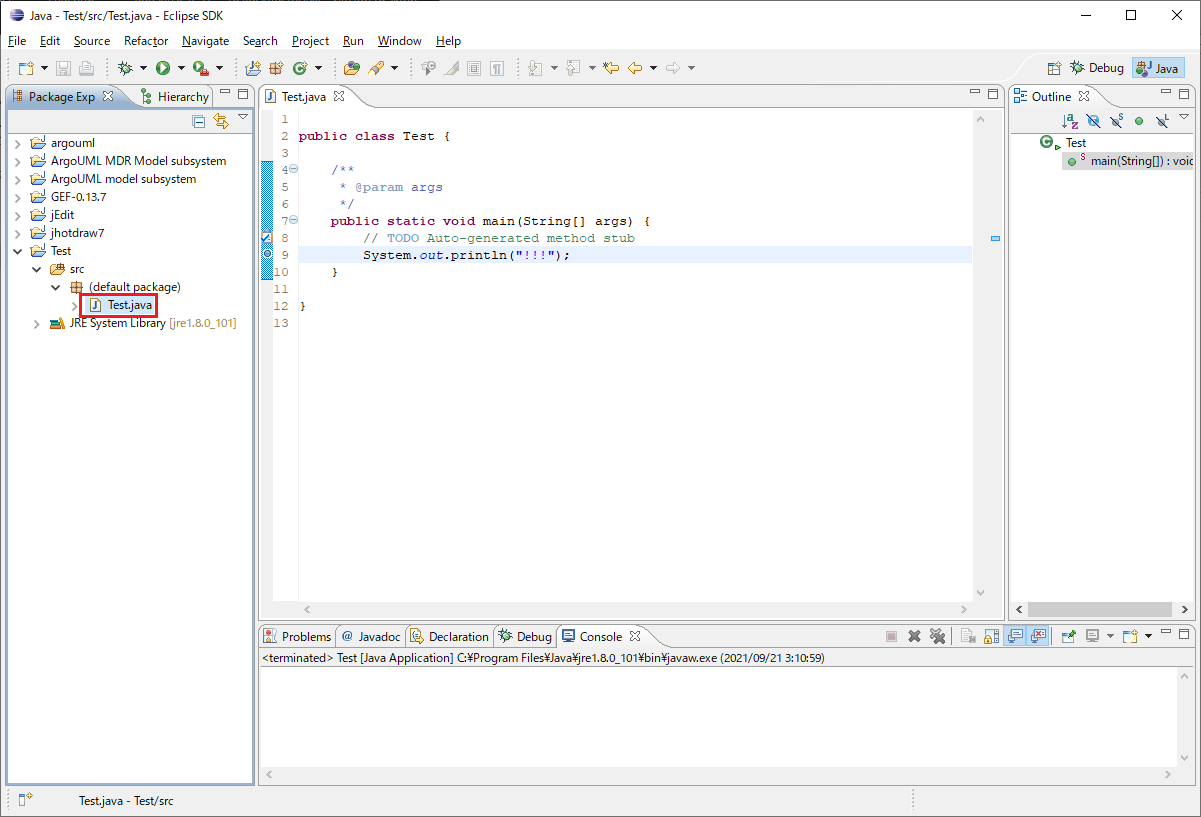 Java - Test/src/Test.java - Eclipse SDK
File Edit Source Refactor Navigate Search Project Run Window Help
Debug Java
Package Exp Hierarchy
argouml
ArgoUML MDR Model subsystem
ArgoUML model subsystem
GEF-0.13.7
jEdit
jhotdraw7
Test
src
(default package)
Test.java
JRE System Library [jre1.8.0_101]
Test.java
1
2 public class Test {
3
4 /**
5 * @param args
6 */
7 public static void main(String[] args) {
8 // TODO Auto-generated method stub
9 System.out.println("!!!");
10 }
11
12 }
13
Outline
Test
main(String[]) : void
Problems @ Javadoc Declaration Debug Console
<terminated> Test [Java Application] C:¥Program Files¥Java¥jre1.8.0_101¥bin¥javaw.exe (2021/09/21 3:10:59)
Test.java - Test/src